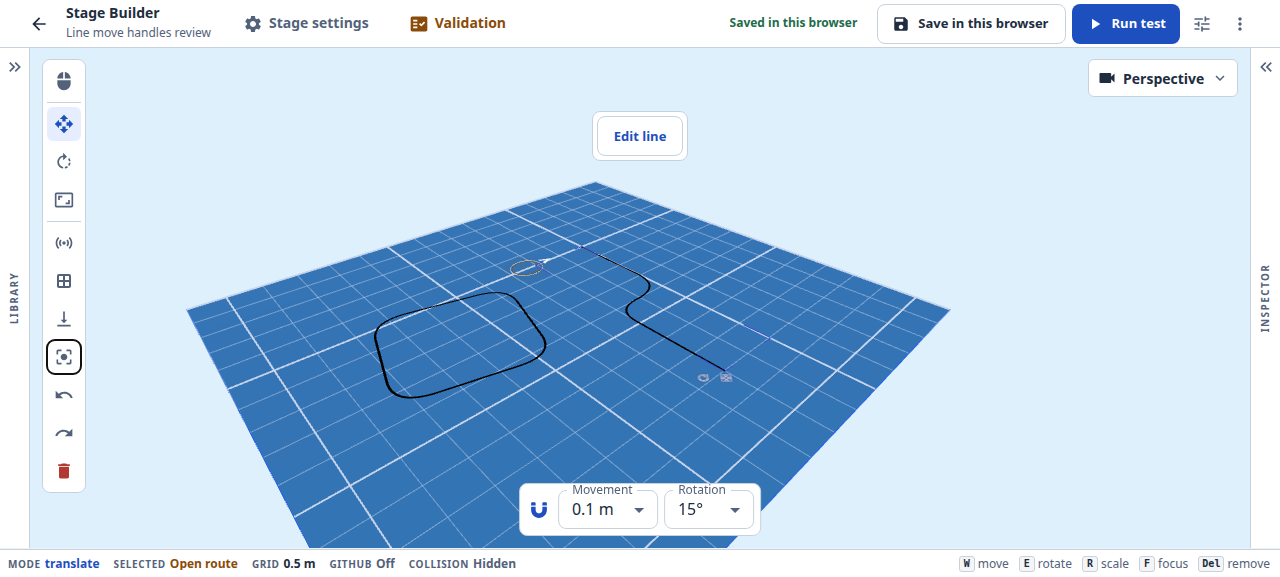 Stage Builder
Line move handles review
Stage settings
Validation
Saved in this browser
Save in this browser
Run test
Perspective
Edit line
LIBRARY
INSPECTOR
Movement
0.1 m
Rotation
15°
MODE translate SELECTED Open route GRID 0.5 m GITHUB Off COLLISION Hidden
W move E rotate R scale F focus Del remove